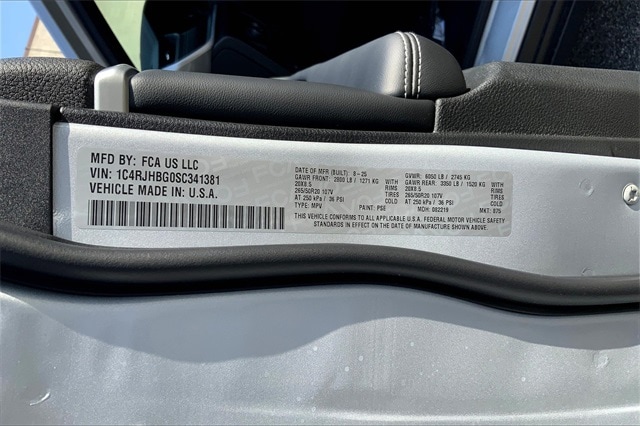 MFD BY: FCA US LLC
VIN: 1C4RJHBG0SC341381
VEHICLE MADE IN: U.S.A.
DATE OF MFR (BUILT): 8-25
GAWR FRONT: 2800 LB / 1271 KG WITH
20X8.5 RIMS
265/50R20 107V TIRES
AT 250 kPa / 36 PSI COLD
TYPE: MPV PAINT: PSE
GVWR: 6050 LB / 2745 KG
GAWR REAR: 3350 LB / 1520 KG WITH
20X8.5 RIMS
265/50R20 107V TIRES
AT 250 kPa / 36 PSI COLD
MDH: 082219 MKT: 875
THIS VEHICLE CONFORMS TO ALL APPLICABLE U.S.A. FEDERAL MOTOR VEHICLE SAFETY
STANDARDS IN EFFECT ON THE DATE OF MANUFACTURE SHOWN ABOVE.